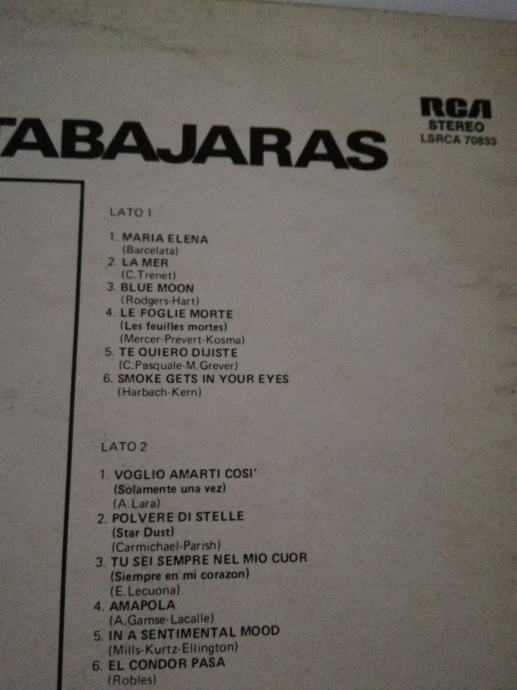 TABAJARAS
RCA
STEREO
LSRCA 70833
LATO 1
1. MARIA ELENA
(Barcelata)
2. LA MER
(C.Trenet)
3. BLUE MOON
(Rodgers-Hart)
4. LE FOGLIE MORTE
(Les feuilles mortes)
(Mercer-Prevert-Kosma)
5. TE QUIERO DIJISTE
(C.Pasquale-M.Grever)
6. SMOKE GETS IN YOUR EYES
(Harbach-Kern)
LATO 2
1. VOGLIO AMARTI COSI'
(Solamente una vez)
(A.Lara)
2. POLVERE DI STELLE
(Star Dust)
(Carmichael-Parish)
3. TU SEI SEMPRE NEL MIO CUOR
(Siempre en mi corazon)
(E.Lecuona)
4. AMAPOLA
(A.Gamse-Lacalle)
5. IN A SENTIMENTAL MOOD
(Mills-Kurtz-Ellington)
6. EL CONDOR PASA
(Robles)